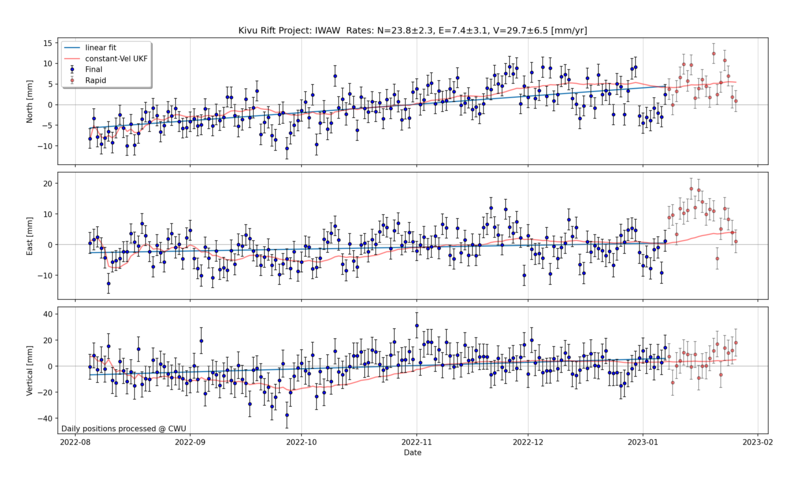 Kivu Rift Project: IWAW  Rates: N=23.8±2.3, E=7.4±3.1, V=29.7±6.5 [mm/yr]
linear fit
constant-Vel UKF
Final
Rapid
North [mm]
15
10
5
0
−5
−10
East [mm]
20
10
0
−10
Vertical [mm]
40
20
0
−20
−40
Daily positions processed @ CWU
2022-08
2022-09
2022-10
2022-11
2022-12
2023-01
2023-02
Date